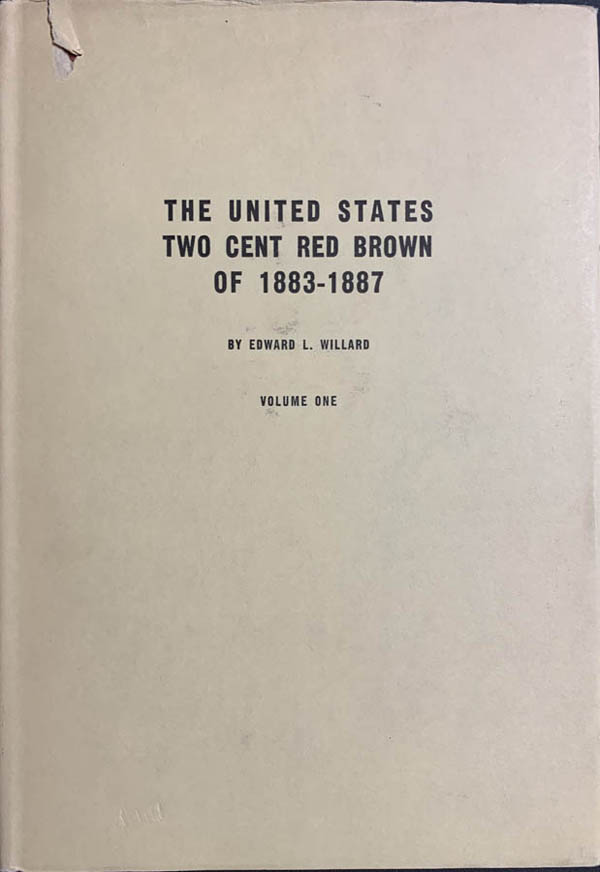 THE UNITED STATES
TWO CENT RED BROWN
OF 1883-1887
BY EDWARD L. WILLARD
VOLUME ONE